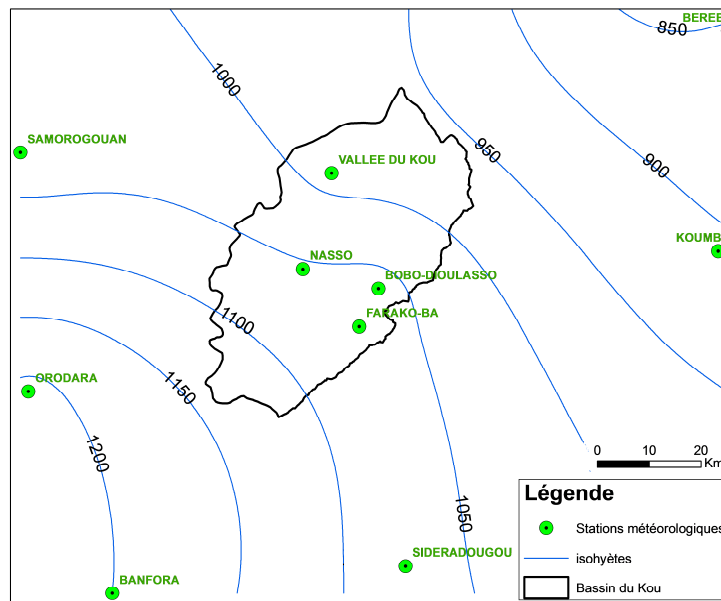 BEREB
850
1000
SAMOROGOUAN
950
VALLEE DU KOU
900
KOUMB
NASSO
BOBO-DIOULASSO
FARAKO-BA
1100
ORODARA
1150
1200
0 10 20
Km
Légende
1050
Stations météorologiques
SIDERADOUGOU
isohyètes
BANFORA
Bassin du Kou